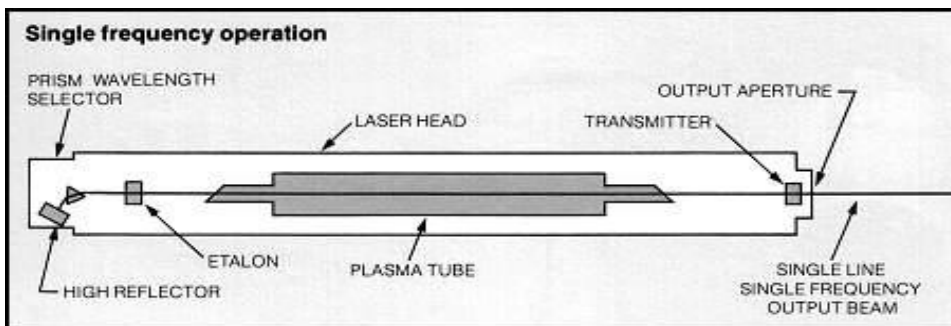 Single frequency operation
PRISM WAVELENGTH
SELECTOR
OUTPUT APERTURE
LASER HEAD
TRANSMITTER
ETALON
PLASMA TUBE
HIGH REFLECTOR
SINGLE LINE
SINGLE FREQUENCY
OUTPUT BEAM